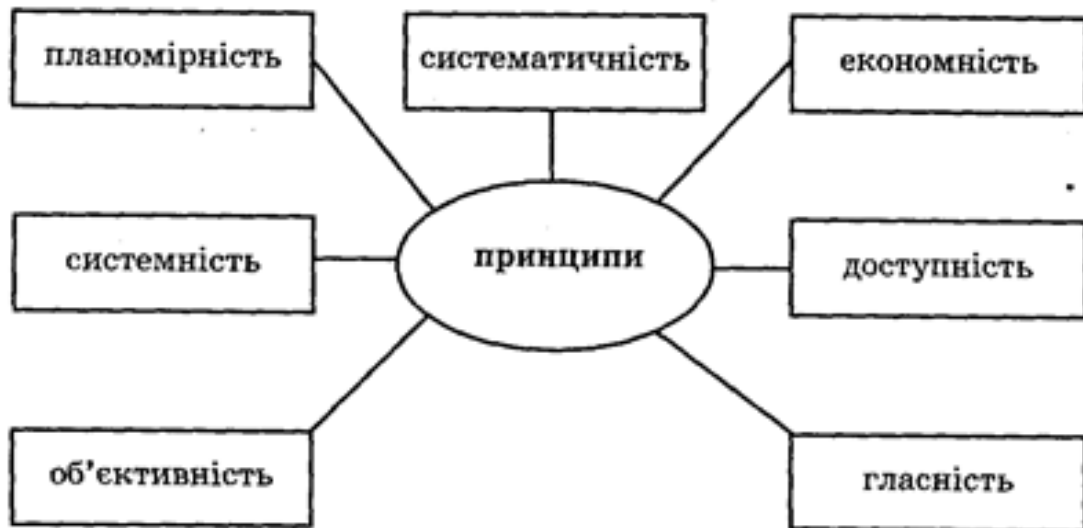 планомірність
систематичність
економність
системність
принципи
доступність
об’єктивність
гласність